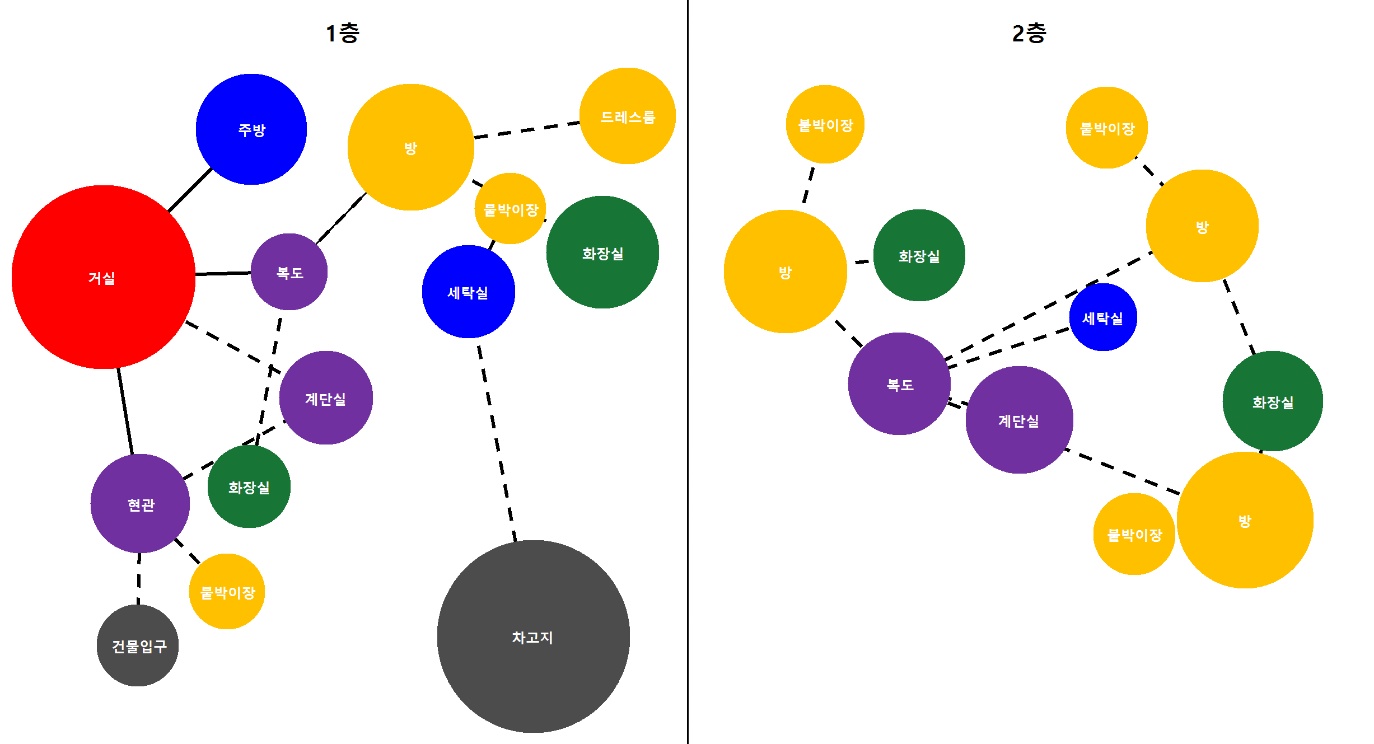 1층
주방
방
드레스룸
붙박이장
화장실
거실
복도
세탁실
계단실
화장실
현관
붙박이장
건물입구
차고지
2층
붙박이장
붙박이장
방
화장실
방
세탁실
복도
계단실
화장실
붙박이장
방